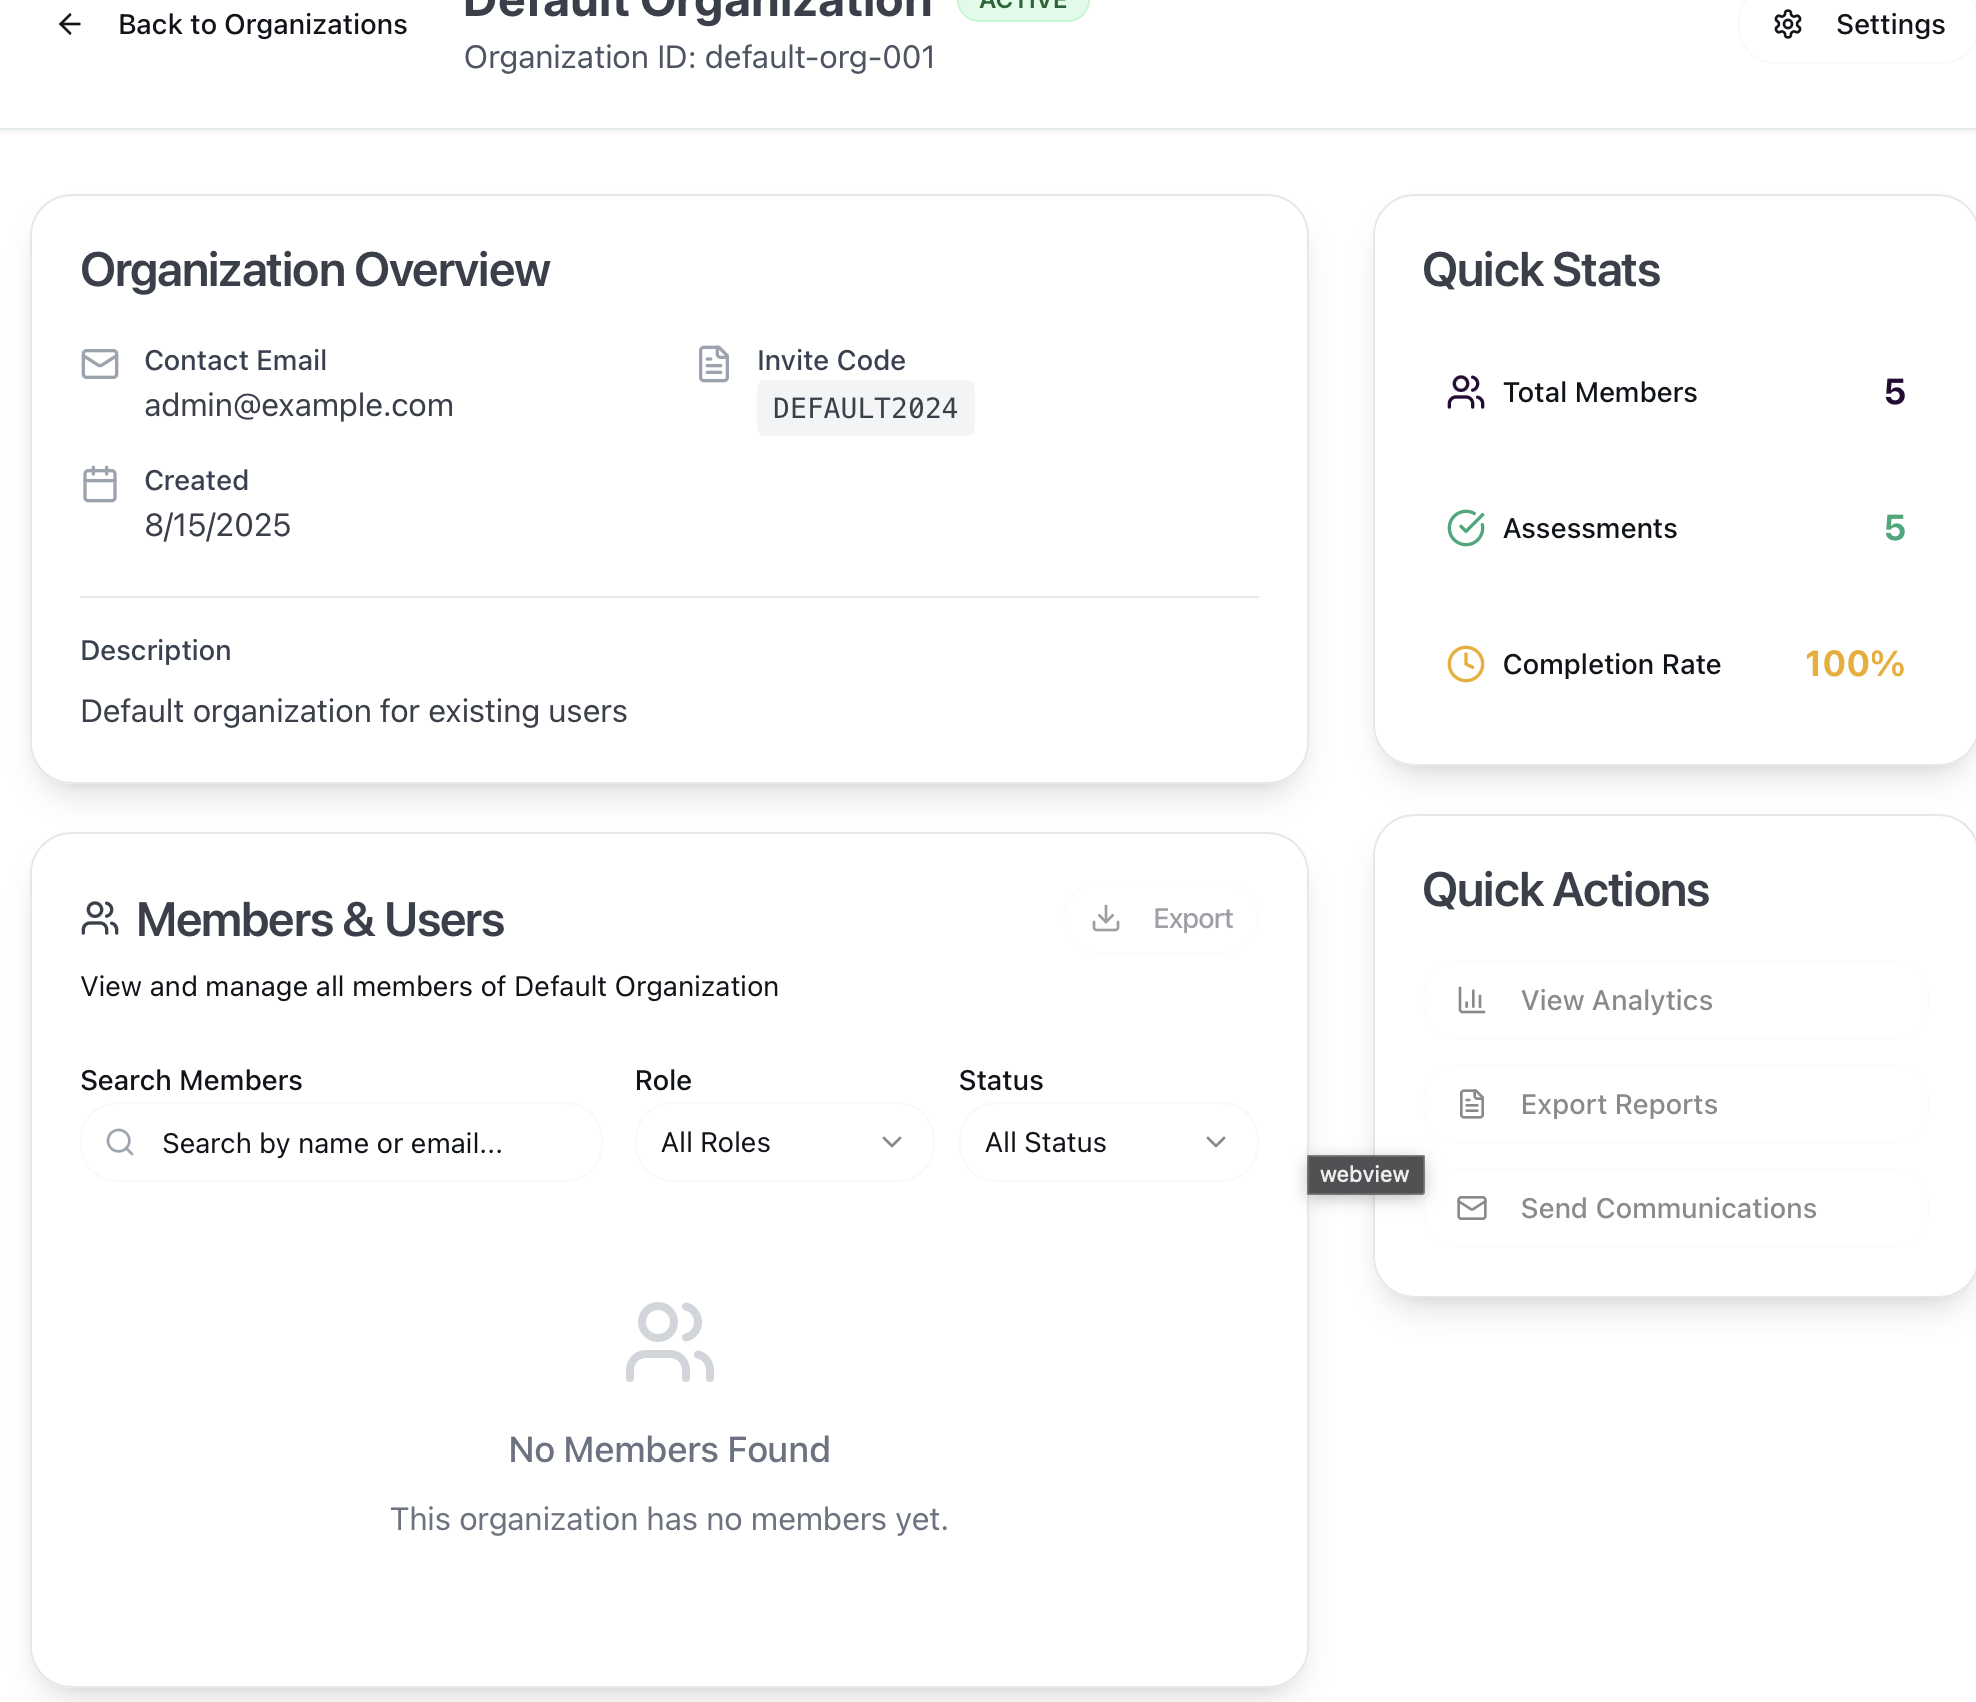 Back to Organizations
Default Organization
ACTIVE
Organization ID: default-org-001
Settings
Organization Overview
Contact Email
admin@example.com
Invite Code
DEFAULT2024
Created
8/15/2025
Description
Default organization for existing users
Quick Stats
Total Members 5
Assessments 5
Completion Rate 100%
Members & Users
Export
View and manage all members of Default Organization
Search Members
Search by name or email...
Role
All Roles
Status
All Status
No Members Found
This organization has no members yet.
webview
Quick Actions
View Analytics
Export Reports
Send Communications